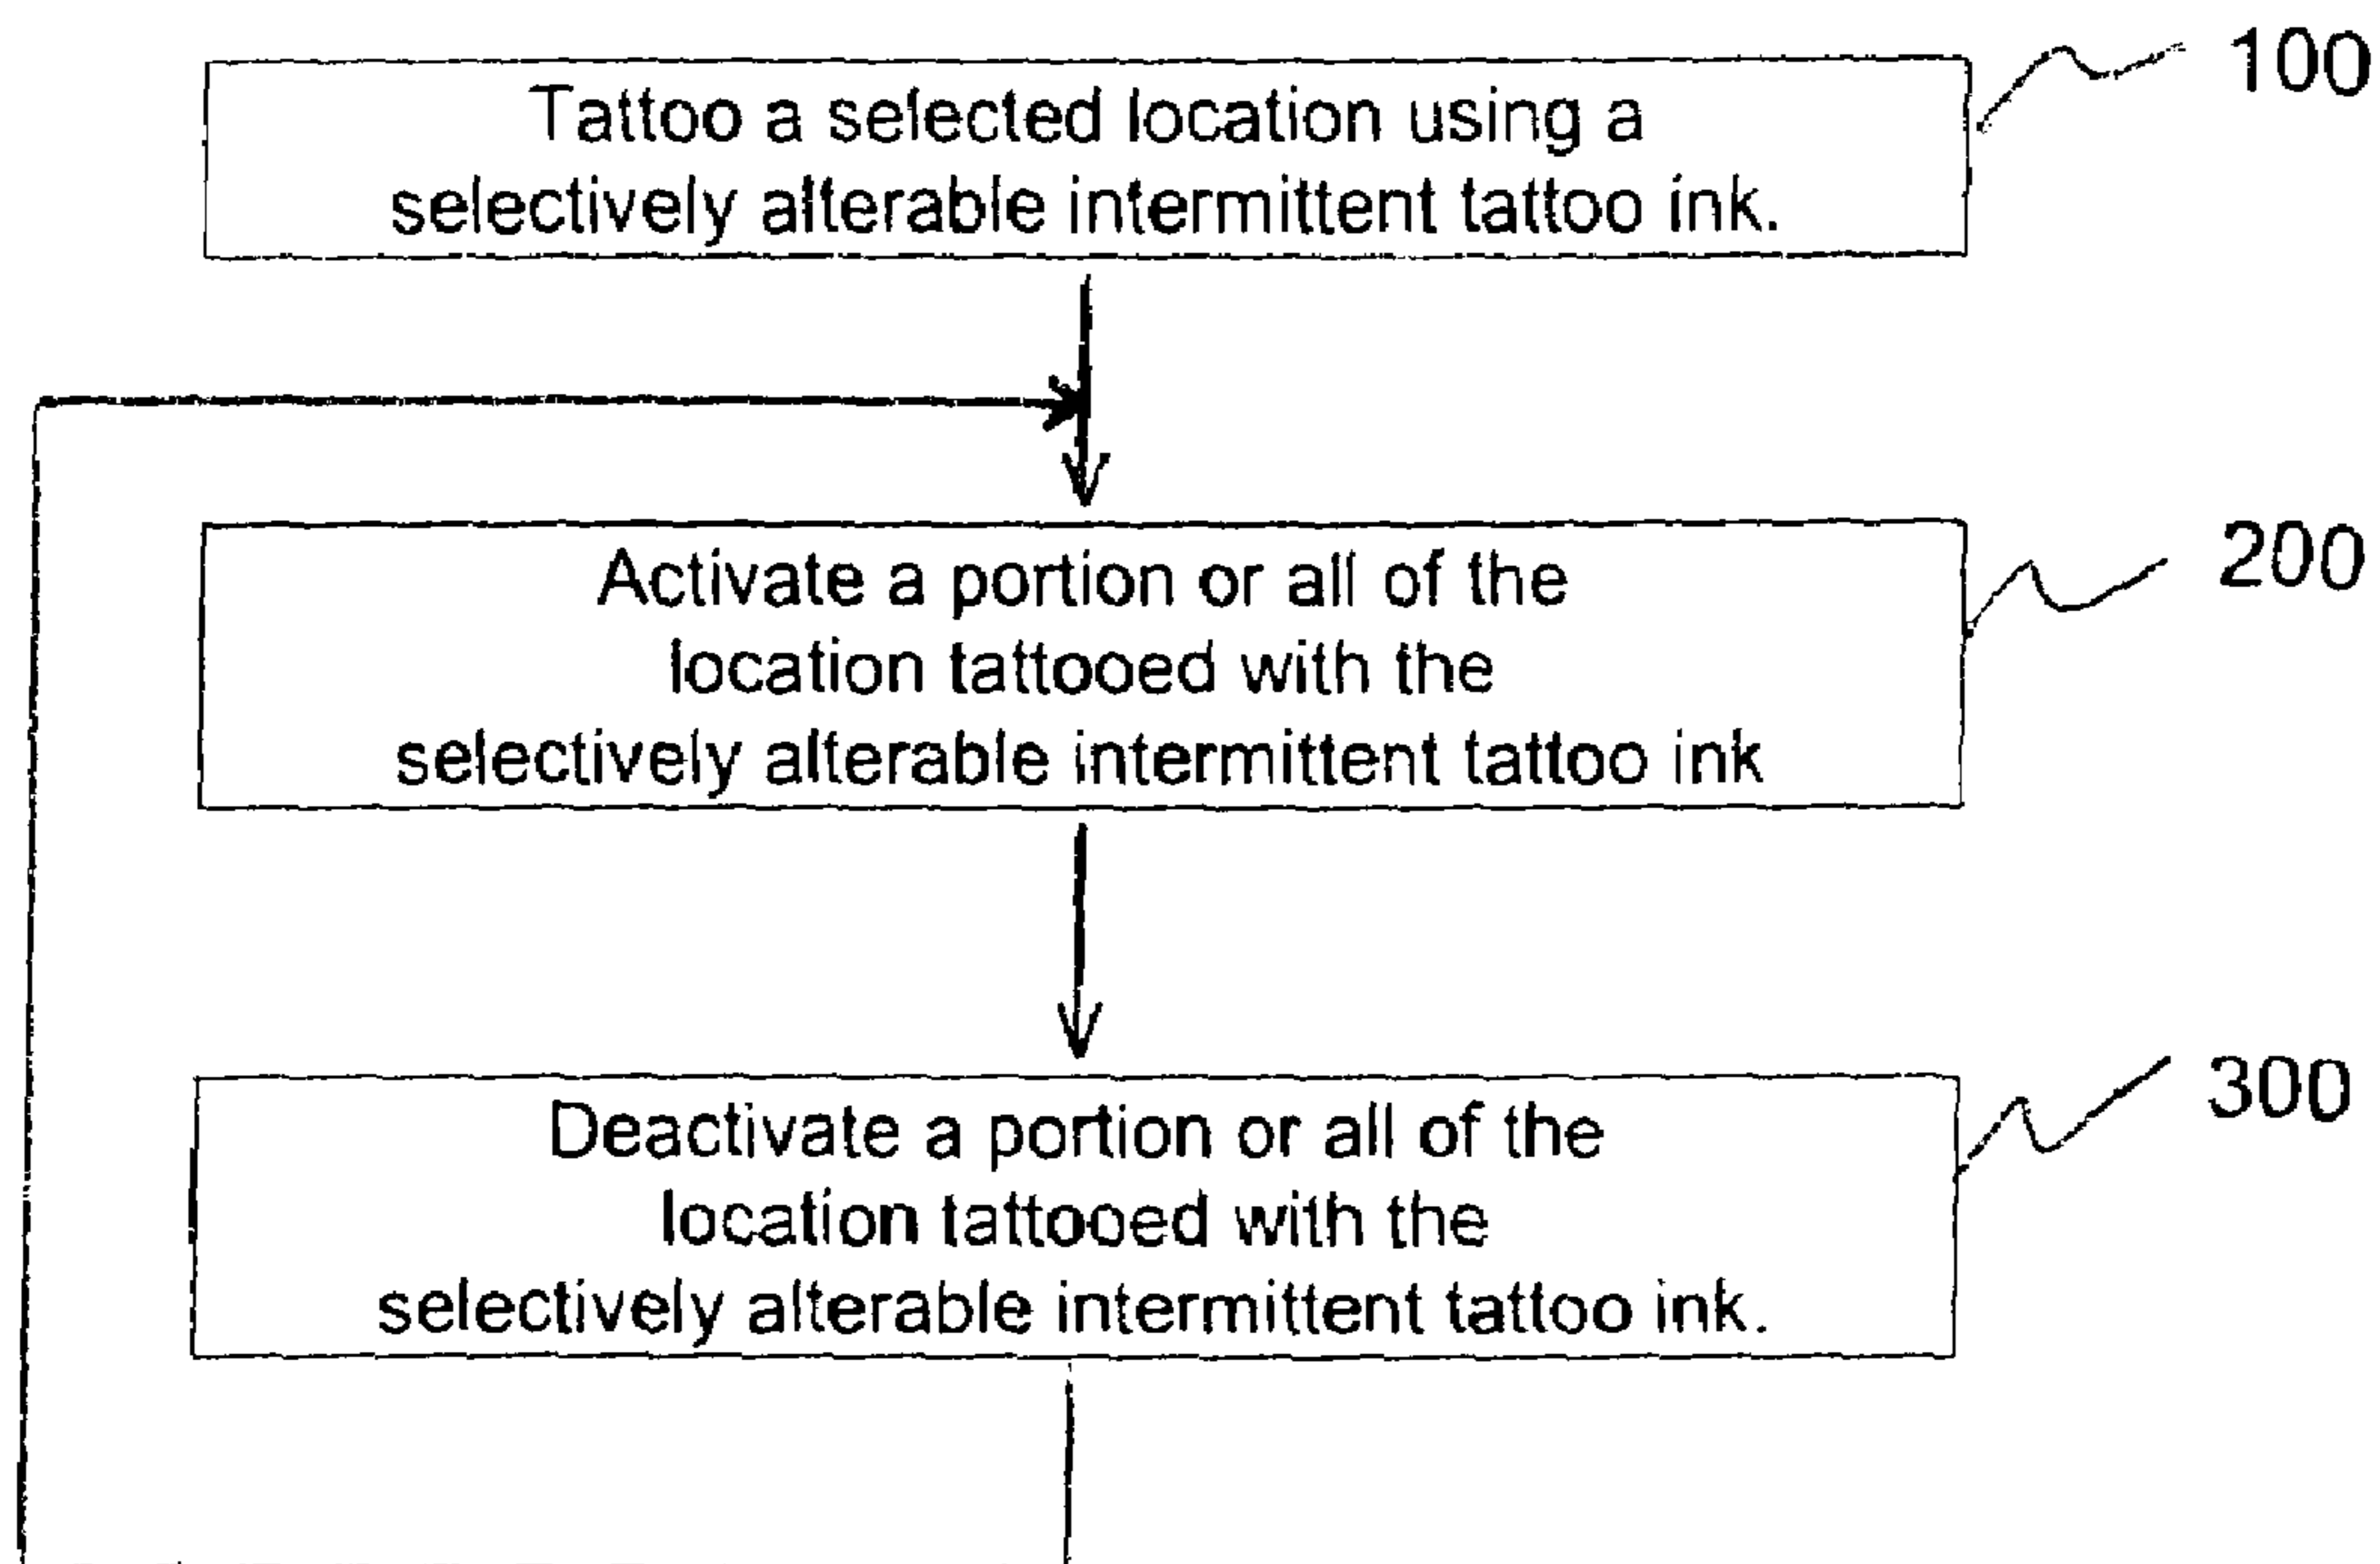 100
Tattoo a selected location using a
selectively alterable intermittent tattoo ink.
200
Activate a portion or all of the
location tattooed with the
selectively alterable intermittent tattoo ink
300
Deactivate a portion or all of the
location tattooed with the
selectively alterable intermittent tattoo ink.